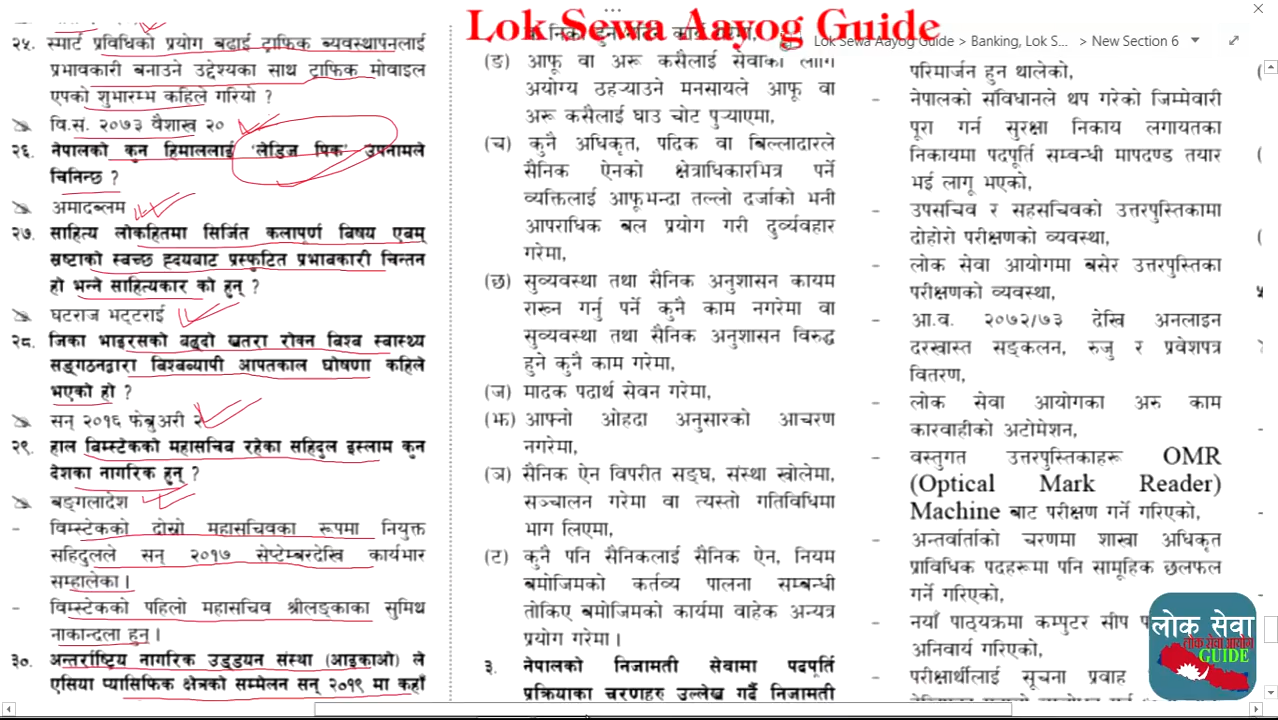 Lok Sewa Aayog Guide
Lok Sewa Aayog Guide > Banking, Lok S... > New Section 6
२५. स्मार्ट प्रविधिको प्रयोग बढाई ट्राफिक व्यवस्थापनलाई
प्रभावकारी बनाउने उद्देश्यका साथ ट्राफिक मोवाइल
एपको शुभारम्भ कहिले गरियो ?
वि.सं. २०७३ वैशाख २०
२६. नेपालको कुन हिमाललाई 'लेडिज पिक' उपनामले
चिनिन्छ ?
अमादब्लम
२७. साहित्य लोकहितमा सिर्जित कलापूर्ण बिषय एबम्
स्रष्टाको स्वच्छ ह्दयबाट प्रस्फुटित प्रभावकारी चिन्तन
हो भन्ने साहित्यकार को हुन् ?
घटराज भट्टराई
२८. जिका भाइरसको बढ्दो खतरा रोक्न बिश्ब स्बास्थ्य
सङ्गठनद्वारा बिश्बब्यापी आपतकाल घोषणा कहिले
भएको हो ?
सन् २०१६ फेब्रुअरी २
२९. हाल बिम्स्टेकको महासचिब रहेका सहिदुल इस्लाम कुन
देशका नागरिक हुन् ?
बङ्गलादेश
- विम्स्टेकको दोस्रो महासचिवका रूपमा नियुक्त
सहिदुलले सन् २०१७ सेप्टेम्बरदेखि कार्यभार
सम्हालेका ।
- विम्स्टेकको पहिलो महासचिव श्रीलङ्काका सुमिथ
नाकान्दला हुन् ।
३०. अन्तर्राष्ट्रिय नागरिक उड्डयन संस्था (आइकाओ) ले
एसिया प्यासिफिक क्षेत्रको सम्मेलन सन् २०१९ मा कहाँ
(ङ) आफू वा अरू कसैलाई सेवाका लागि
अयोग्य ठहऱ्याउने मनसायले आफू वा
अरू कसैलाई घाउ चोट पुऱ्याएमा,
(च) कुनै अधिकृत, पदिक वा बिल्लादारले
सैनिक ऐनको क्षेत्राधिकारभित्र पर्ने
व्यक्तिलाई आफूभन्दा तल्लो दर्जाको भनी
आपराधिक बल प्रयोग गरी दुर्व्यवहार
गरेमा,
(छ) सुव्यवस्था तथा सैनिक अनुशासन कायम
राख्न गर्नु पर्ने कुनै काम नगरेमा वा
सुव्यवस्था तथा सैनिक अनुशासन विरुद्ध
हुने कुनै काम गरेमा,
(ज) मादक पदार्थ सेवन गरेमा,
(झ) आफ्नो ओहदा अनुसारको आचरण
नगरेमा,
(ञ) सैनिक ऐन विपरीत सङ्घ, संस्था खोलेमा,
सञ्चालन गरेमा वा त्यस्तो गतिविधिमा
भाग लिएमा,
(ट) कुनै पनि सैनिकलाई सैनिक ऐन, नियम
बमोजिमको कर्तव्य पालना सम्बन्धी
तोकिए बमोजिमको कार्यमा वाहेक अन्यत्र
प्रयोग गरेमा ।
३. नेपालको निजामती सेवामा पदपूर्ति
प्रक्रियाका चरणहरु उल्लेख गर्दै निजामती
परिमार्जन हुन थालेको,
- नेपालको संविधानले थप गरेको जिम्मेवारी
पूरा गर्न सुरक्षा निकाय लगायतका
निकायमा पदपूर्ति सम्वन्धी मापदण्ड तयार
भई लागू भएको,
- उपसचिव र सहसचिवको उत्तरपुस्तिकामा
दोहोरो परीक्षणको व्यवस्था,
- लोक सेवा आयोगमा बसेर उत्तरपुस्तिका
परीक्षणको व्यवस्था,
- आ.व. २०७२/७३ देखि अनलाइन
दरखास्त सङ्कलन, रुजु र प्रवेशपत्र
वितरण,
- लोक सेवा आयोगका अरु काम
कारवाहीको अटोमेशन,
- वस्तुगत उत्तरपुस्तिकाहरू OMR
(Optical Mark Reader)
Machine बाट परीक्षण गर्ने गरिएको,
- अन्तर्वार्ताको चरणमा शाखा अधिकृत
प्राविधिक पदहरूमा पनि सामूहिक छलफल
गर्ने गरिएको,
- नयाँ पाठ्यक्रममा कम्पुटर सीप
अनिवार्य गरिएको,
- परीक्षार्थीलाई सूचना प्रवाह
लोक सेवा
लोक सेवा आयोग
GUIDE